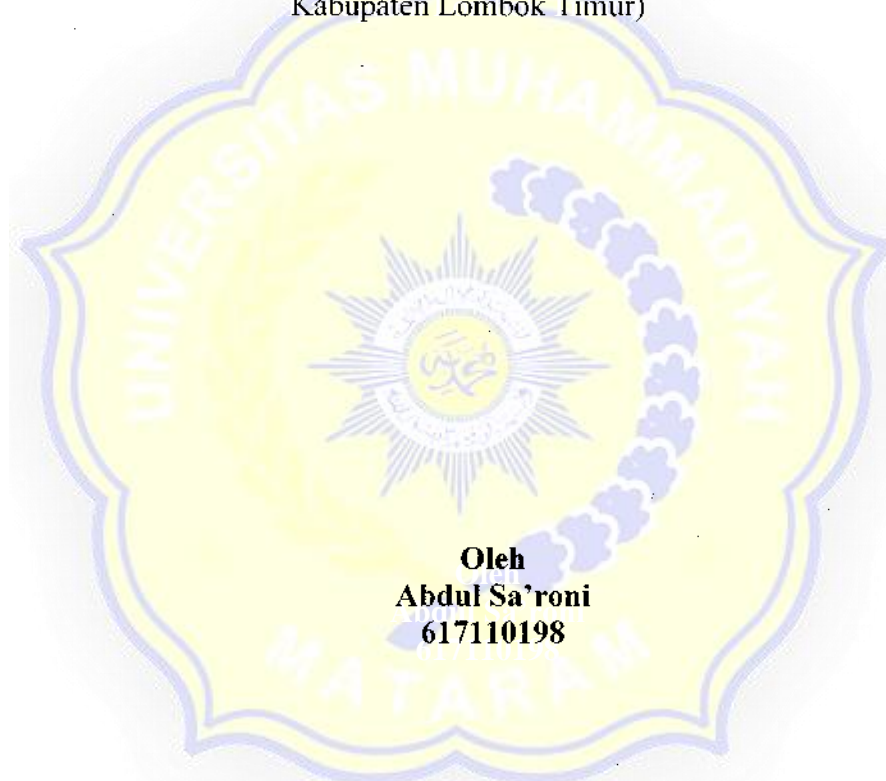 Kabupaten Lombok Timur)
UNIVERSITAS MUHAMMADIYAH
Oleh
Abdul Sa'roni
617110198
MATARAM